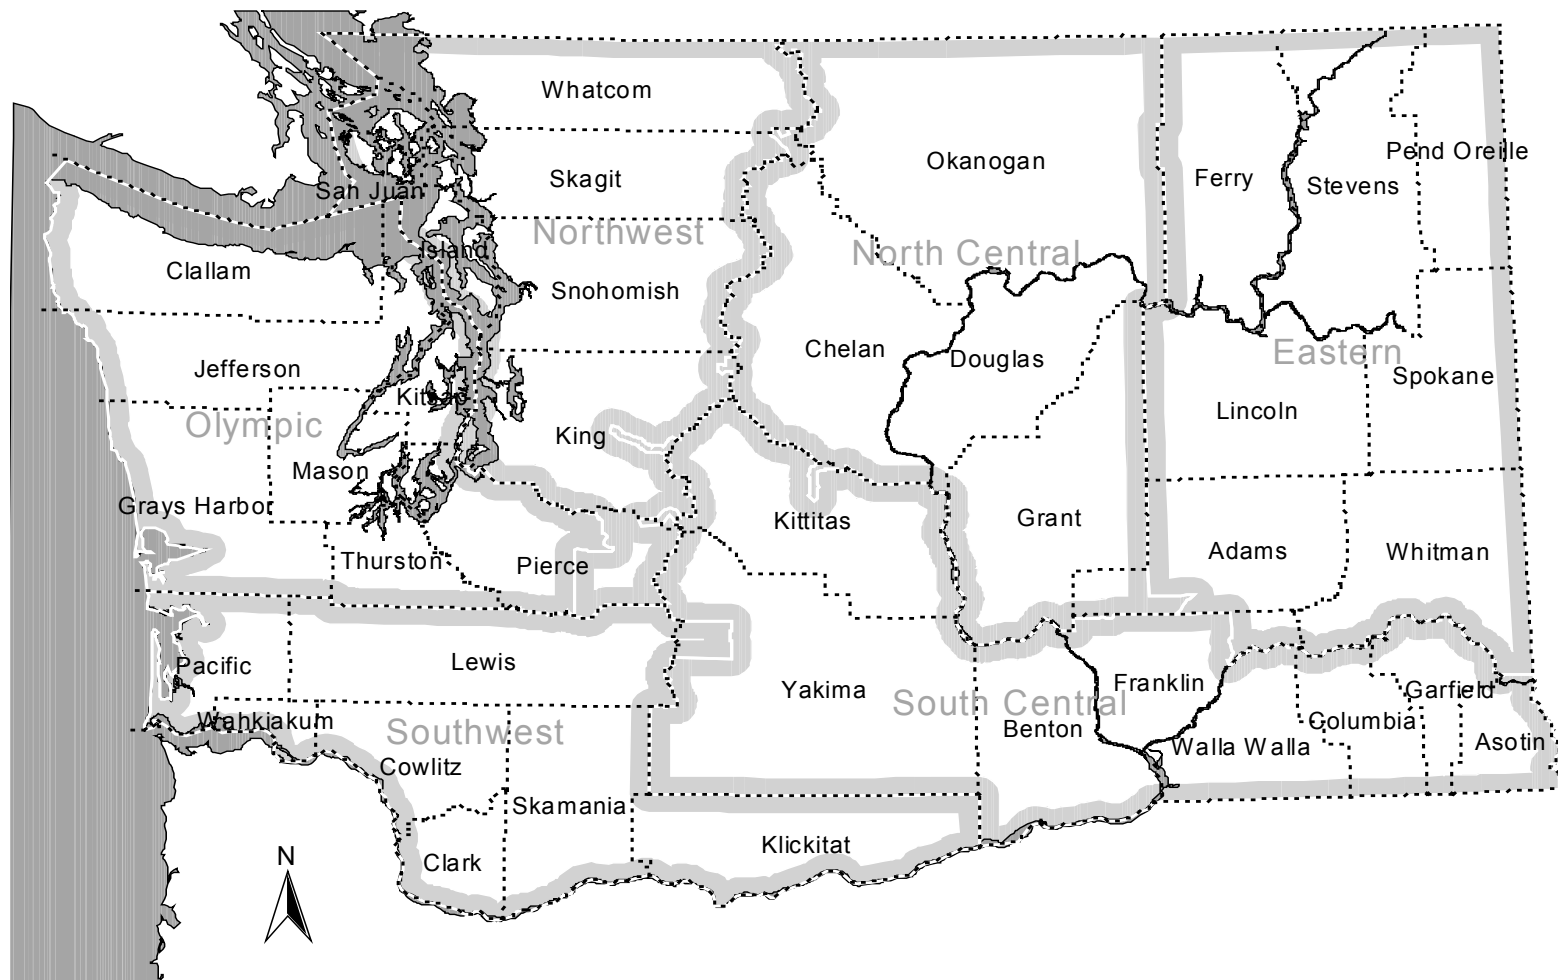 Whatcom
Okanogan
Pend Oreille
Ferry
Stevens
Skagit
San Juan
Northwest
Island
North Central
Clallam
Snohomish
Chelan
Douglas
Eastern
Jefferson
Spokane
Kitsap
Lincoln
Olympic
King
Mason
Grays Harbor
Kittitas
Grant
Thurston
Pierce
Adams
Whitman
Pacific
Lewis
Yakima
Franklin
Garfield
South Central
Wahkiakum
Southwest
Benton
Columbia
Walla Walla
Asotin
Cowlitz
Skamania
Klickitat
Clark
N